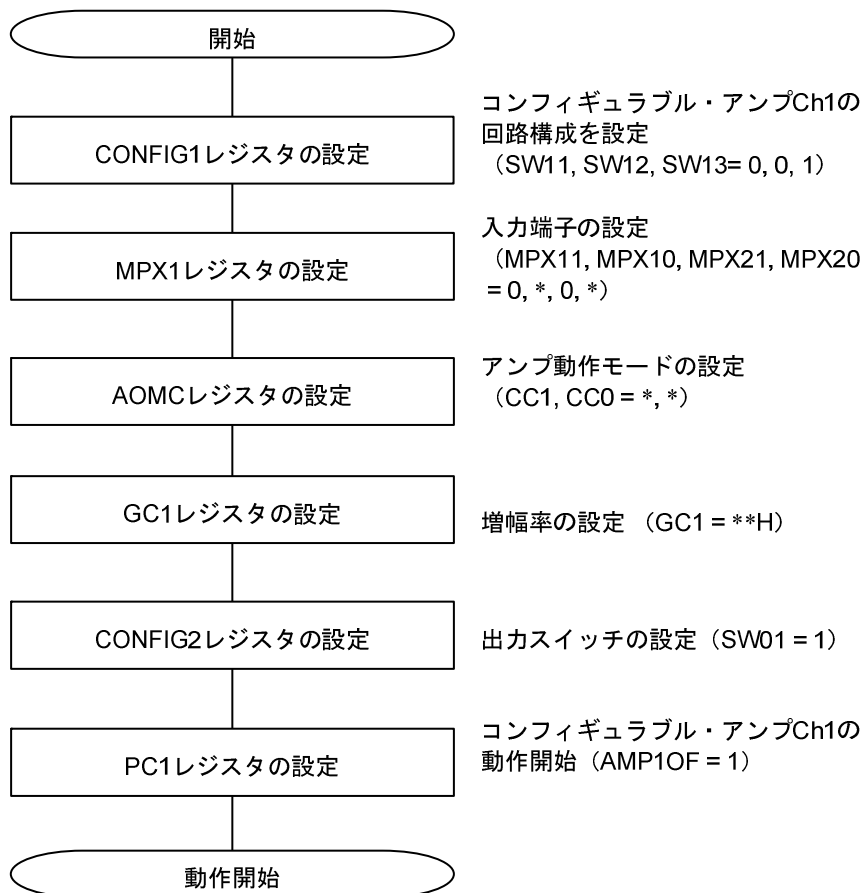 開始
CONFIG1レジスタの設定
コンフィギュラブル・アンプCh1の
回路構成を設定
（SW11, SW12, SW13= 0, 0, 1）
MPX1レジスタの設定
入力端子の設定
（MPX11, MPX10, MPX21, MPX20
= 0, *, 0, *）
AOMCレジスタの設定
アンプ動作モードの設定
（CC1, CC0 = *, *）
GC1レジスタの設定
増幅率の設定 （GC1 = **H）
CONFIG2レジスタの設定
出力スイッチの設定（SW01 = 1）
PC1レジスタの設定
コンフィギュラブル・アンプCh1の
動作開始（AMP1OF = 1）
動作開始